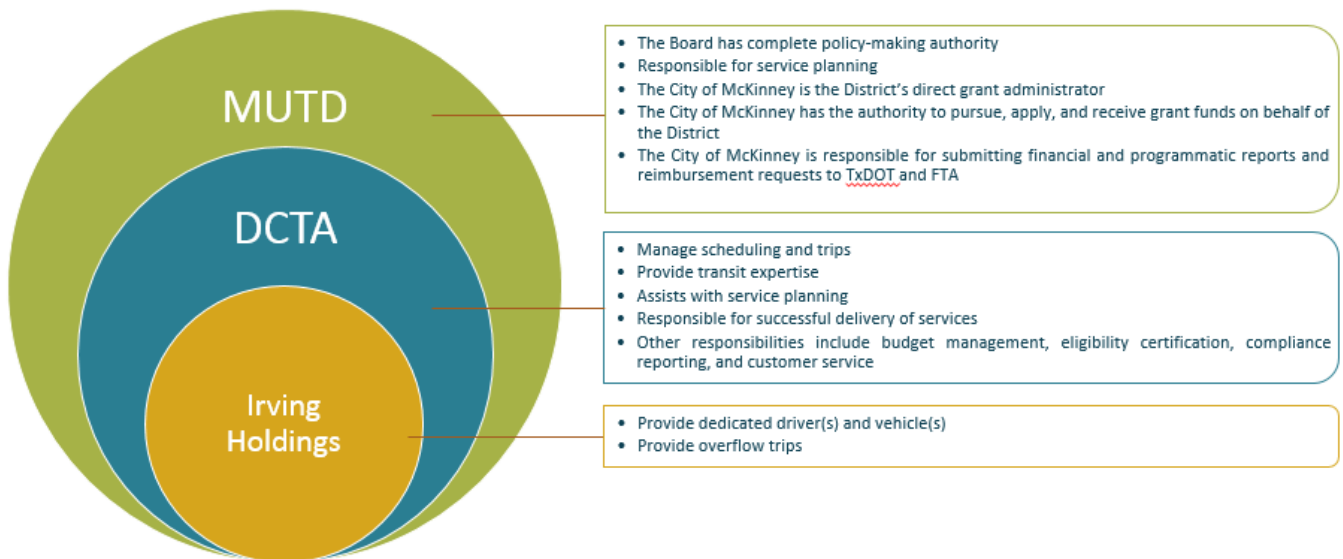 MUTD
• The Board has complete policy-making authority
• Responsible for service planning
• The City of McKinney is the District's direct grant administrator
• The City of McKinney has the authority to pursue, apply, and receive grant funds on behalf of
the District
• The City of McKinney is responsible for submitting financial and programmatic reports and
reimbursement requests to TxDOT and FTA
DCTA
• Manage scheduling and trips
• Provide transit expertise
• Assists with service planning
• Responsible for successful delivery of services
• Other responsibilities include budget management, eligibility certification, compliance
reporting, and customer service
Irving
Holdings
• Provide dedicated driver(s) and vehicle(s)
• Provide overflow trips